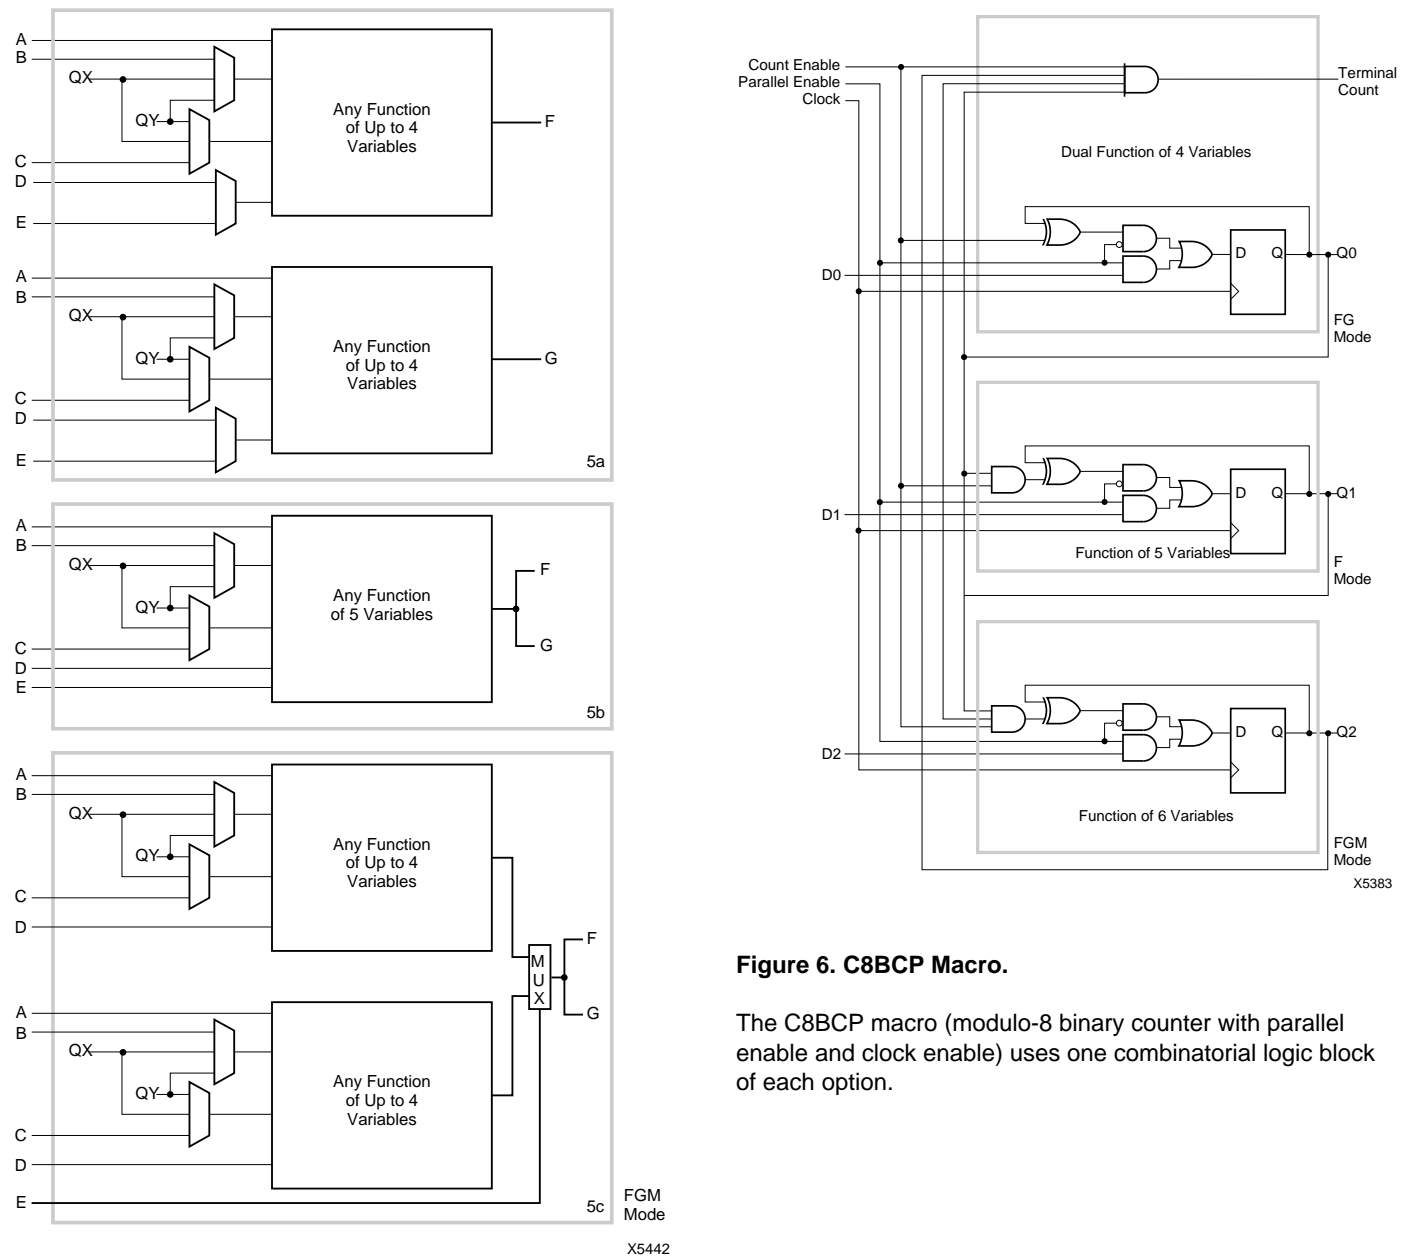 A
B
QX
QY
C
D
E
Any Function
of Up to 4
Variables
F
A
B
QX
QY
C
D
E
Any Function
of Up to 4
Variables
G
5a
A
B
QX
QY
C
D
E
Any Function
of 5 Variables
F
G
5b
A
B
QX
QY
C
D
Any Function
of Up to 4
Variables
M
U
X
F
G
A
B
QX
QY
C
D
E
Any Function
of Up to 4
Variables
5c
FGM
Mode
X5442
Count Enable
Parallel Enable
Clock
Terminal
Count
Dual Function of 4 Variables
D0
D
Q
Q0
FG
Mode
D1
D
Q
Q1
Function of 5 Variables
F
Mode
D2
D
Q
Q2
Function of 6 Variables
FGM
Mode
X5383
Figure 6. C8BCP Macro.
The C8BCP macro (modulo-8 binary counter with parallel
enable and clock enable) uses one combinatorial logic block
of each option.